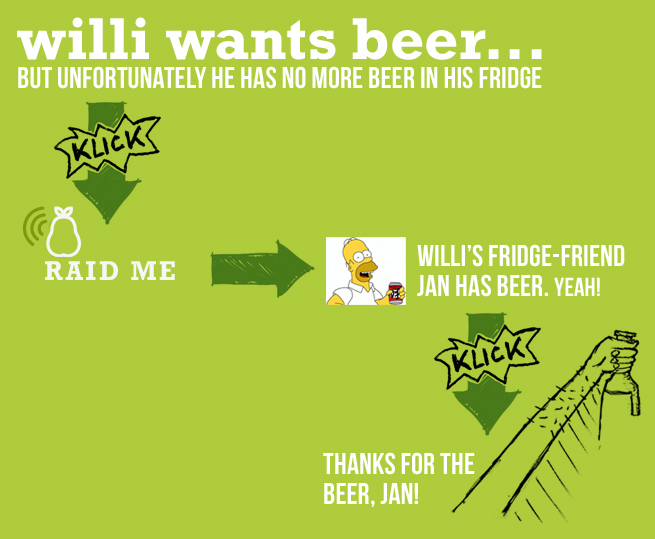 willi wants beer...
BUT UNFORTUNATELY HE HAS NO MORE BEER IN HIS FRIDGE
KLICK
RAID ME
WILLI'S FRIDGE-FRIEND
JAN HAS BEER. YEAH!
KLICK
THANKS FOR THE
BEER, JAN!